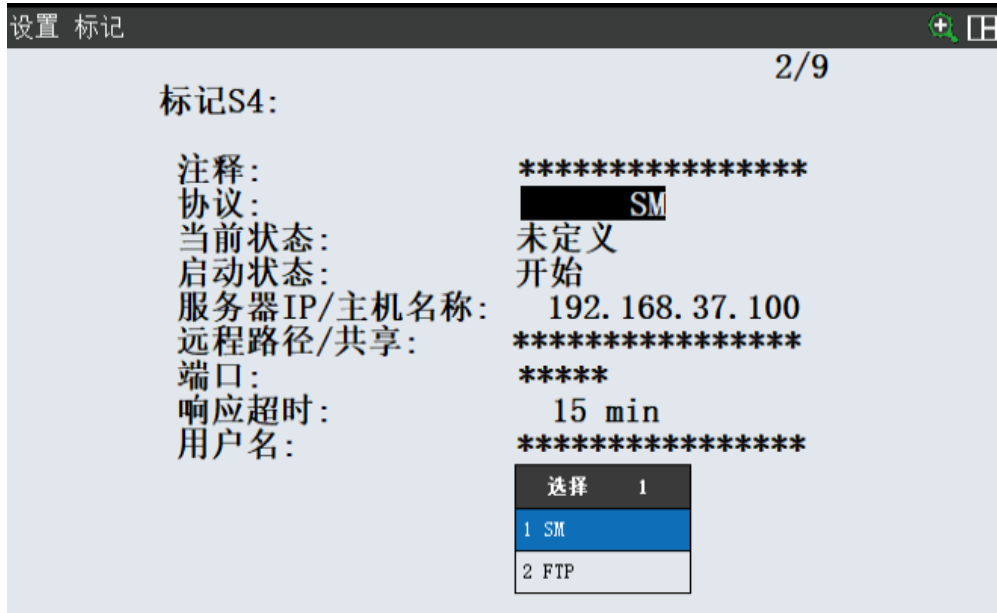 设置 标记
2/9
标记S4:
注释: ****************
协议: SM
当前状态: 未定义
启动状态: 开始
服务器IP/主机名称: 192.168.37.100
远程路径/共享: ****************
端口: *****
响应超时: 15 min
用户名: ****************
选择 1
1 SM
2 FTP